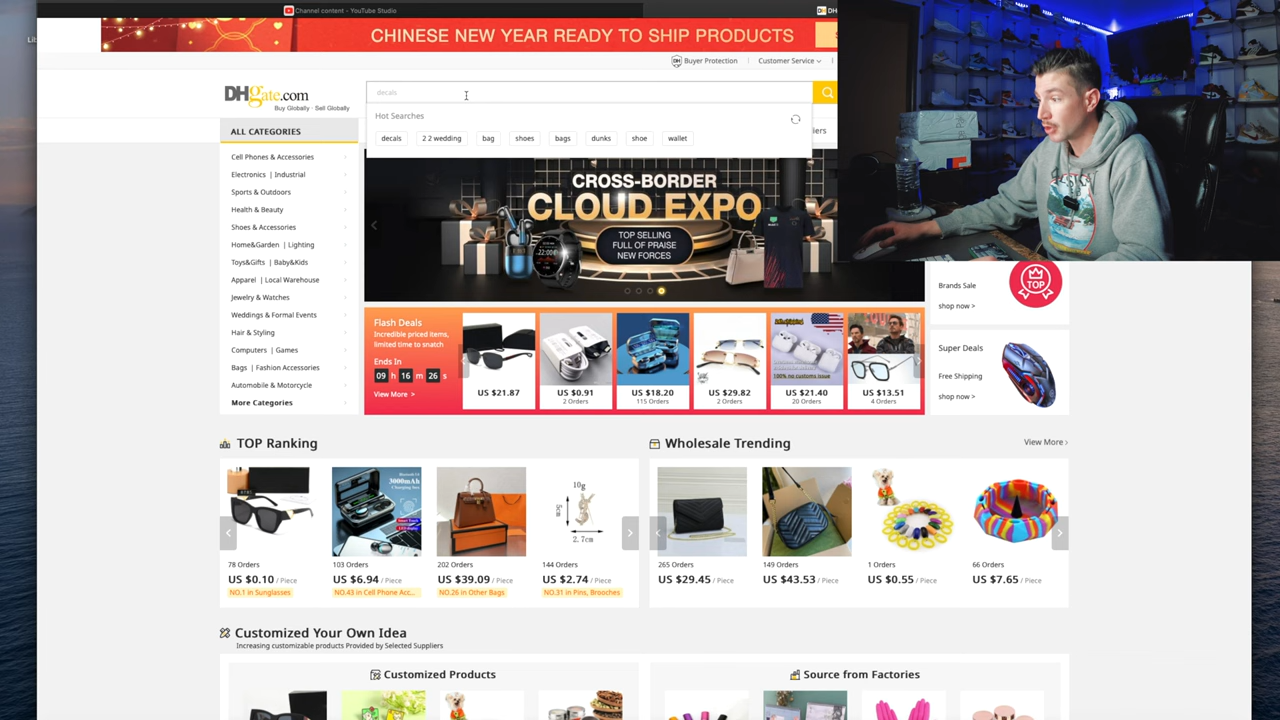 Channel content - YouTube Studio
DH
CHINESE NEW YEAR READY TO SHIP PRODUCTS
Buyer Protection
Customer Service
DHgate.com
Buy Globally · Sell Globally
decals
Hot Searches
decals
2 2 wedding
bag
shoes
bags
dunks
shoe
wallet
ALL CATEGORIES
Cell Phones & Accessories
Electronics | Industrial
Sports & Outdoors
Health & Beauty
Shoes & Accessories
Home&Garden | Lighting
Toys&Gifts | Baby&Kids
Apparel | Local Warehouse
Jewelry & Watches
Weddings & Formal Events
Hair & Styling
Computers | Games
Bags | Fashion Accessories
Automobile & Motorcycle
More Categories
CROSS-BORDER
CLOUD EXPO
TOP SELLING
FULL OF PRAISE
NEW FORCES
Brands Sale
shop now >
TOP
Super Deals
Free Shipping
shop now >
Flash Deals
Incredible priced items,
limited time to snatch
Ends In
09 h 16 m 26 s
View More >
US $21.87
US $0.91
2 Orders
US $18.20
115 Orders
US $29.82
2 Orders
100% no customs issue
US $21.40
20 Orders
US $13.51
4 Orders
TOP Ranking
Wholesale Trending
View More ›
10g
5cm
2,7cm
3000mAh
78 Orders
US $0.10 / Piece
NO.1 in Sunglasses
103 Orders
US $6.94 / Piece
NO.43 in Cell Phone Acc...
202 Orders
US $39.09 / Piece
NO.26 in Other Bags
144 Orders
US $2.74 / Piece
NO.31 in Pins, Brooches
265 Orders
US $29.45 / Piece
149 Orders
US $43.53 / Piece
1 Orders
US $0.55 / Piece
66 Orders
US $7.65 / Piece
Customized Your Own Idea
Increasing customizable products Provided by Selected Suppliers
Customized Products
Source from Factories